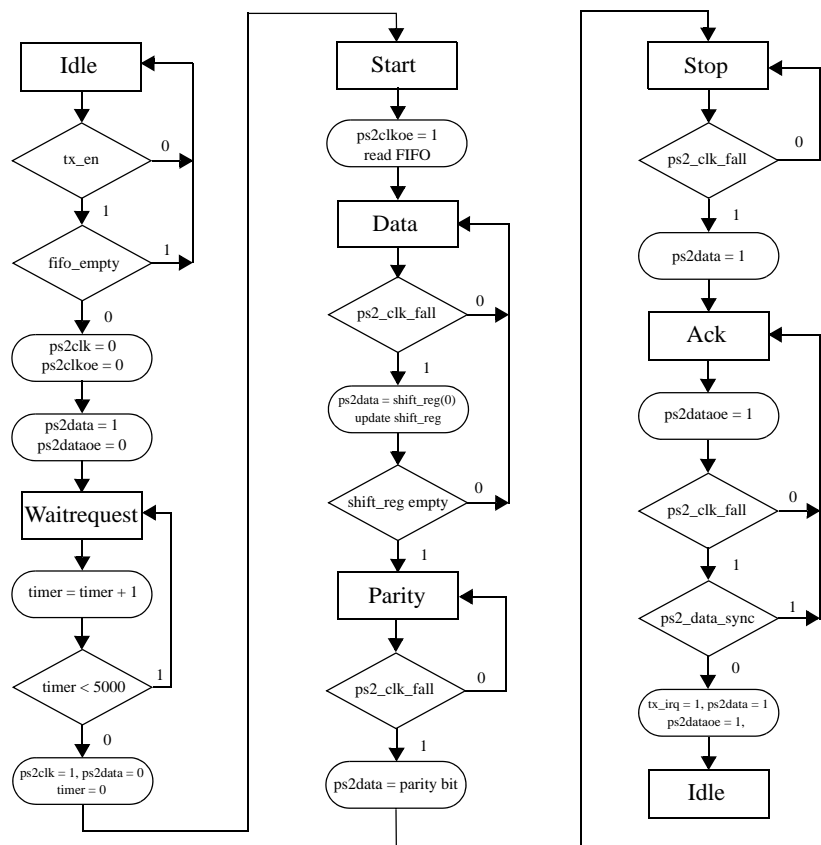 Idle
tx_en
0
1
fifo_empty
1
0
ps2clk = 0
ps2clkoe = 0
ps2data = 1
ps2dataoe = 0
Waitrequest
timer = timer + 1
timer < 5000
1
0
ps2clk = 1, ps2data = 0
timer = 0
Start
ps2clkoe = 1
read FIFO
Data
ps2_clk_fall
0
1
ps2data = shift_reg(0)
update shift_reg
shift_reg empty
0
1
Parity
ps2_clk_fall
0
1
ps2data = parity bit
Stop
ps2_clk_fall
0
1
ps2data = 1
Ack
ps2dataoe = 1
ps2_clk_fall
0
1
ps2_data_sync
1
0
tx_irq = 1, ps2data = 1
ps2dataoe = 1,
Idle